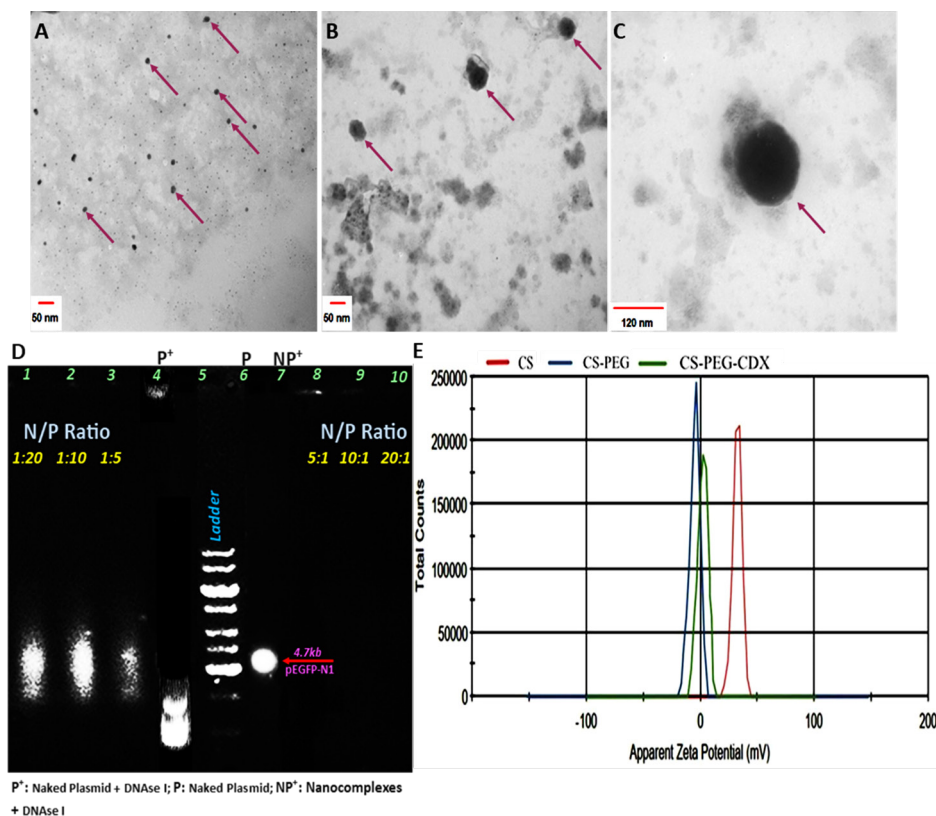 A
B
C
50 nm
50 nm
120 nm
D
P+ P NP+
1 2 3 4 5 6 7 8 9 10
N/P Ratio N/P Ratio
1:20 1:10 1:5 5:1 10:1 20:1
Ladder
4.7kb
pEGFP-N1
P+: Naked Plasmid + DNAse I; P: Naked Plasmid; NP+: Nanocomplexes
+ DNAse I
E
CS CS-PEG CS-PEG-CDX
250000
200000
150000
100000
50000
0
Total Counts
-100 0 100 200
Apparent Zeta Potential (mV)